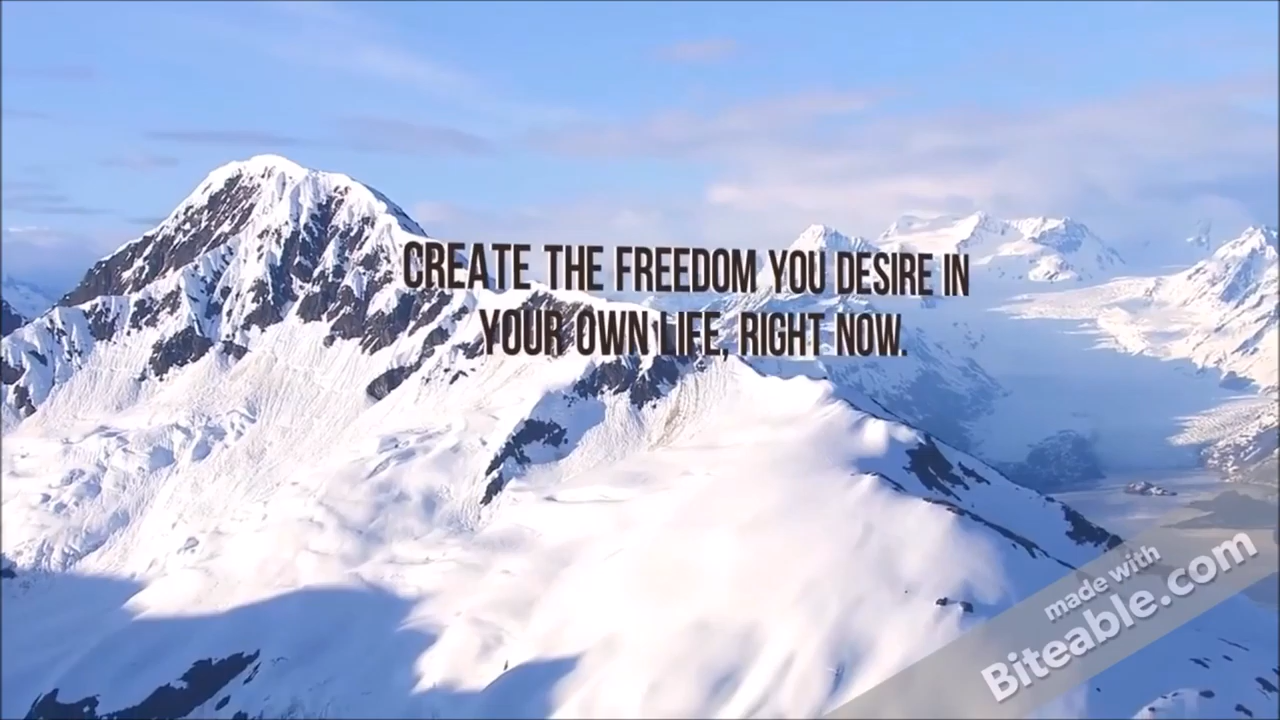 CREATE THE FREEDOM YOU DESIRE IN
YOUR OWN LIFE, RIGHT NOW.
made with
Biteable.com